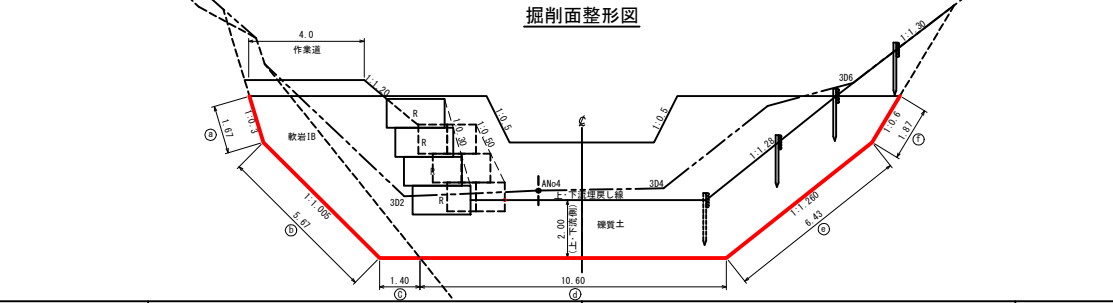 掘削面整形図
4.0
作業道
1:1.20
1:1.30
3D6
1:0.5
1:0.5
1:0.6
1.87
ⓕ
ⓐ
1.67
1:0.3
軟岩ⅠB
R
R
R
R
1:0.30
1:0.50
℄
1:1.28
ANo4
3D4
上・下流埋戻し線
3D2
2.00
(上・下流側)
礫質土
1:1.005
5.67
ⓑ
1:1.260
6.43
ⓔ
1.40
10.60
ⓒ
ⓓ